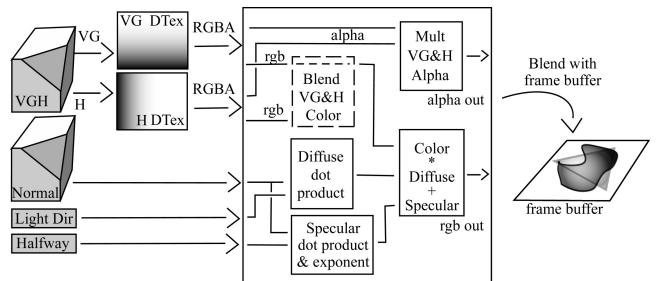 VG
VGH
H
VG DTex
H DTex
RGBA
RGBA
Normal
Light Dir
Halfway
alpha
rgb
rgb
Blend
VG&H
Color
Mult
VG&H
Alpha
alpha out
Diffuse
dot
product
Specular
dot product
& exponent
Color
*
Diffuse
+
Specular
rgb out
Blend with
frame buffer
frame buffer